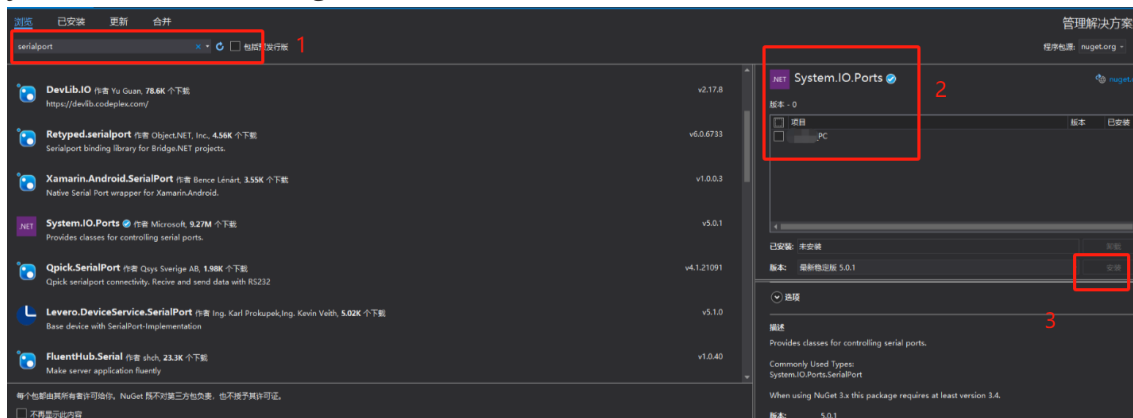 浏览 已安装 更新 合并
管理解决方案
serialport
包括预发行版
1
程序包源: nuget.org
DevLib.IO 作者 Yu Guan, 78.6K 个下载
v2.17.8
https://devlib.codeplex.com/
Retyped.serialport 作者 Object.NET, Inc., 4.56K 个下载
v6.0.6733
Serialport binding library for Bridge.NET projects.
Xamarin.Android.SerialPort 作者 Bence Lénárt, 3.55K 个下载
v1.0.0.3
Native Serial Port wrapper for Xamarin.Android.
.NET
System.IO.Ports 作者 Microsoft, 9.27M 个下载
v5.0.1
Provides classes for controlling serial ports.
Qpick.SerialPort 作者 Qsys Sverige AB, 1.98K 个下载
v4.1.21091
Qpick serialport connectivity. Recive and send data with RS232
Levero.DeviceService.SerialPort 作者 Ing. Karl Prokupek,Ing. Kevin Veith, 5.02K 个下载
v5.1.0
Base device with SerialPort-Implementation
FluentHub.Serial 作者 shch, 23.3K 个下载
v1.0.40
Make server application fluently
每个包都由其所有者许可给你。NuGet 既不对第三方包负责，也不授予其许可证。
不再显示此内容
.NET
System.IO.Ports
2
版本 - 0
项目 版本 已安装
PC
已安装: 未安装
卸载
版本: 最新稳定版 5.0.1
安装
选项
3
描述
Provides classes for controlling serial ports.
Commonly Used Types:
System.IO.Ports.SerialPort
When using NuGet 3.x this package requires at least version 3.4.
版本: 5.0.1